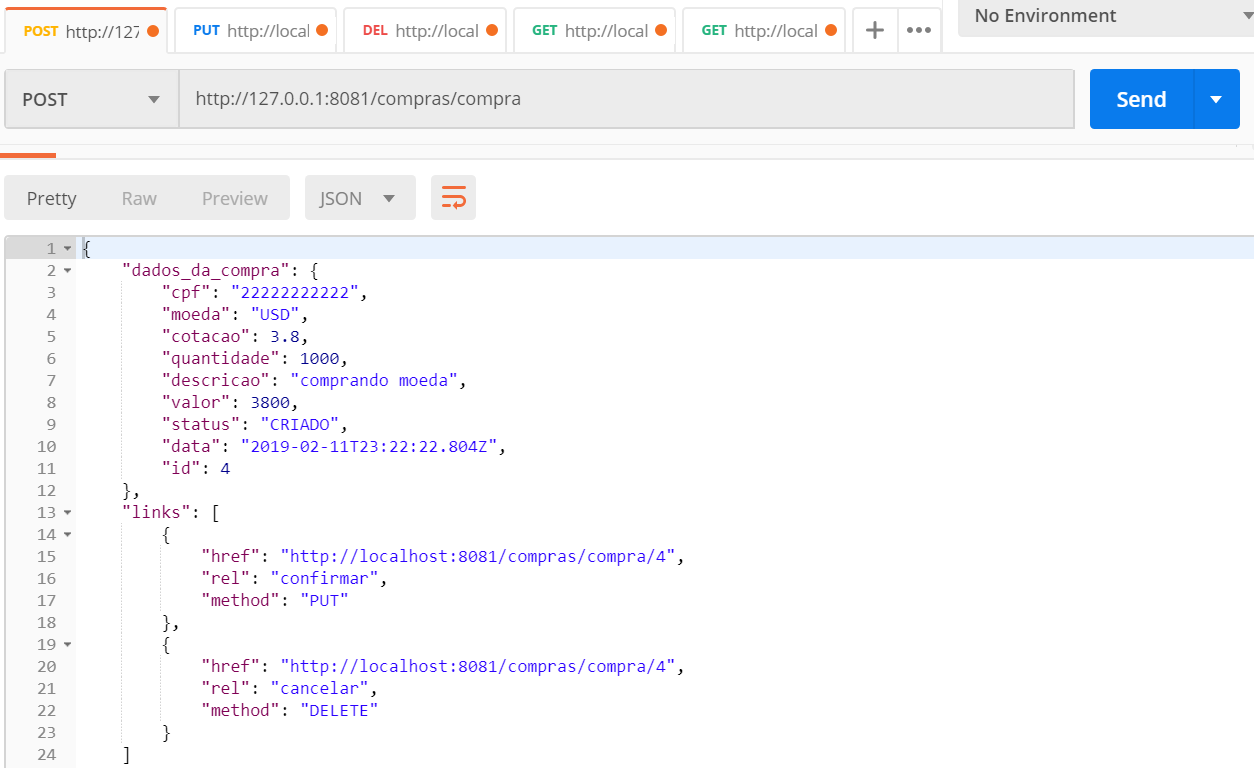 POST http://127
PUT http://local
DEL http://local
GET http://local
GET http://local
No Environment
POST http://127.0.0.1:8081/compras/compra Send
Pretty Raw Preview JSON
1 {
2 "dados_da_compra": {
3 "cpf": "22222222222",
4 "moeda": "USD",
5 "cotacao": 3.8,
6 "quantidade": 1000,
7 "descricao": "comprando moeda",
8 "valor": 3800,
9 "status": "CRIADO",
10 "data": "2019-02-11T23:22:22.804Z",
11 "id": 4
12 },
13 "links": [
14 {
15 "href": "http://localhost:8081/compras/compra/4",
16 "rel": "confirmar",
17 "method": "PUT"
18 },
19 {
20 "href": "http://localhost:8081/compras/compra/4",
21 "rel": "cancelar",
22 "method": "DELETE"
23 }
24 ]